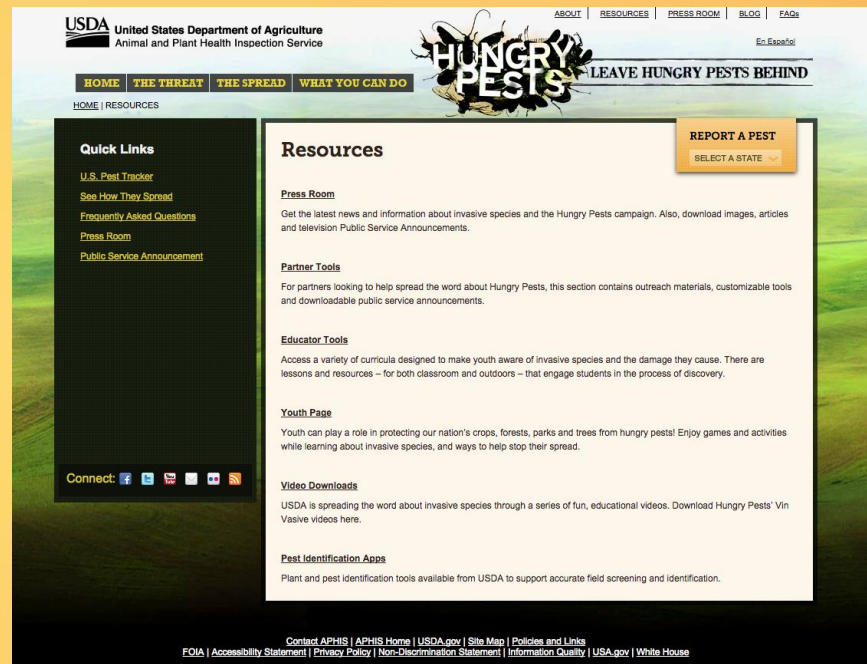 ABOUT | RESOURCES | PRESS ROOM | BLOG | FAQs
USDA United States Department of Agriculture
Animal and Plant Health Inspection Service
En Español
HUNGRY
PESTS
LEAVE HUNGRY PESTS BEHIND
HOME | THE THREAT | THE SPREAD | WHAT YOU CAN DO
HOME | RESOURCES
Quick Links
U.S. Pest Tracker
See How They Spread
Frequently Asked Questions
Press Room
Public Service Announcement
Connect:
REPORT A PEST
SELECT A STATE
Resources
Press Room
Get the latest news and information about invasive species and the Hungry Pests campaign. Also, download images, articles
and television Public Service Announcements.
Partner Tools
For partners looking to help spread the word about Hungry Pests, this section contains outreach materials, customizable tools
and downloadable public service announcements.
Educator Tools
Access a variety of curricula designed to make youth aware of invasive species and the damage they cause. There are
lessons and resources – for both classroom and outdoors – that engage students in the process of discovery.
Youth Page
Youth can play a role in protecting our nation's crops, forests, parks and trees from hungry pests! Enjoy games and activities
while learning about invasive species, and ways to help stop their spread.
Video Downloads
USDA is spreading the word about invasive species through a series of fun, educational videos. Download Hungry Pests' Vin
Vasive videos here.
Pest Identification Apps
Plant and pest identification tools available from USDA to support accurate field screening and identification.
Contact APHIS | APHIS Home | USDA.gov | Site Map | Policies and Links
FOIA | Accessibility Statement | Privacy Policy | Non-Discrimination Statement | Information Quality | USA.gov | White House